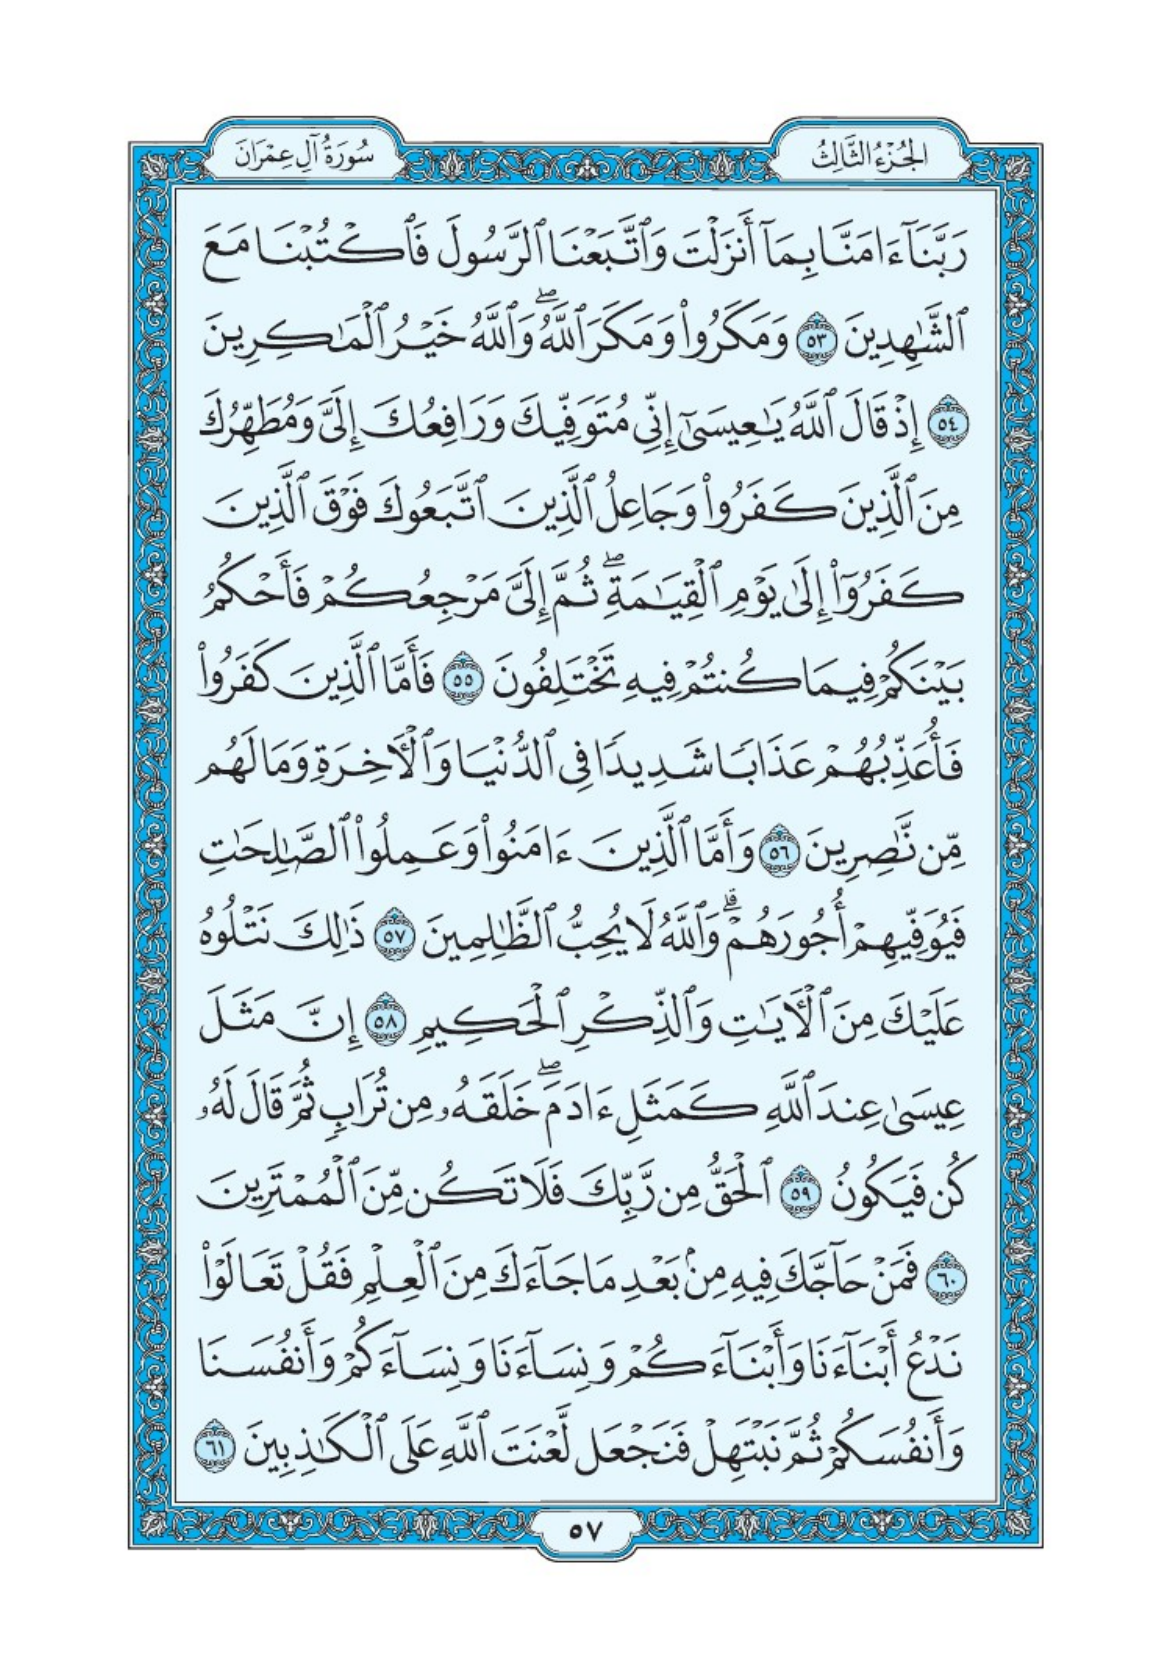 الجُزْءُ الثَّالِثُ
سُورَةُ آلِ عِمْرَانَ
رَبَّنَآ ءَامَنَّا بِمَآ أَنزَلْتَ وَٱتَّبَعْنَا ٱلرَّسُولَ فَٱكْتُبْنَا مَعَ
ٱلشَّٰهِدِينَ ٥٣ وَمَكَرُواْ وَمَكَرَ ٱللَّهُۖ وَٱللَّهُ خَيْرُ ٱلْمَٰكِرِينَ
٥٤ إِذْ قَالَ ٱللَّهُ يَٰعِيسَىٰٓ إِنِّي مُتَوَفِّيكَ وَرَافِعُكَ إِلَيَّ وَمُطَهِّرُكَ
مِنَ ٱلَّذِينَ كَفَرُواْ وَجَاعِلُ ٱلَّذِينَ ٱتَّبَعُوكَ فَوْقَ ٱلَّذِينَ
كَفَرُوٓاْ إِلَىٰ يَوْمِ ٱلْقِيَٰمَةِۖ ثُمَّ إِلَيَّ مَرْجِعُكُمْ فَأَحْكُمُ
بَيْنَكُمْ فِيمَا كُنتُمْ فِيهِ تَخْتَلِفُونَ ٥٥ فَأَمَّا ٱلَّذِينَ كَفَرُواْ
فَأُعَذِّبُهُمْ عَذَابًا شَدِيدًا فِي ٱلدُّنْيَا وَٱلْأٓخِرَةِ وَمَا لَهُم
مِّن نَّٰصِرِينَ ٥٦ وَأَمَّا ٱلَّذِينَ ءَامَنُواْ وَعَمِلُواْ ٱلصَّٰلِحَٰتِ
فَيُوَفِّيهِمْ أُجُورَهُمْۗ وَٱللَّهُ لَا يُحِبُّ ٱلظَّٰلِمِينَ ٥٧ ذَٰلِكَ نَتْلُوهُ
عَلَيْكَ مِنَ ٱلْأٓيَٰتِ وَٱلذِّكْرِ ٱلْحَكِيمِ ٥٨ إِنَّ مَثَلَ
عِيسَىٰ عِندَ ٱللَّهِ كَمَثَلِ ءَادَمَۖ خَلَقَهُۥ مِن تُرَابٍ ثُمَّ قَالَ لَهُۥ
كُن فَيَكُونُ ٥٩ ٱلْحَقُّ مِن رَّبِّكَ فَلَا تَكُن مِّنَ ٱلْمُمْتَرِينَ
٦٠ فَمَنْ حَآجَّكَ فِيهِ مِنۢ بَعْدِ مَا جَآءَكَ مِنَ ٱلْعِلْمِ فَقُلْ تَعَالَوْاْ
نَدْعُ أَبْنَآءَنَا وَأَبْنَآءَكُمْ وَنِسَآءَنَا وَنِسَآءَكُمْ وَأَنفُسَنَا
وَأَنفُسَكُمْ ثُمَّ نَبْتَهِلْ فَنَجْعَل لَّعْنَتَ ٱللَّهِ عَلَى ٱلْكَٰذِبِينَ ٦١
٥٧